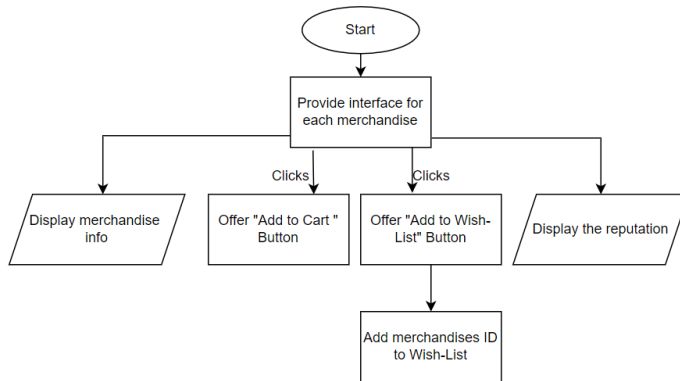 Start
Provide interface for
each merchandise
Clicks
Clicks
Display merchandise
info
Offer "Add to Cart "
Button
Offer "Add to Wish-
List" Button
Display the reputation
Add merchandises ID
to Wish-List